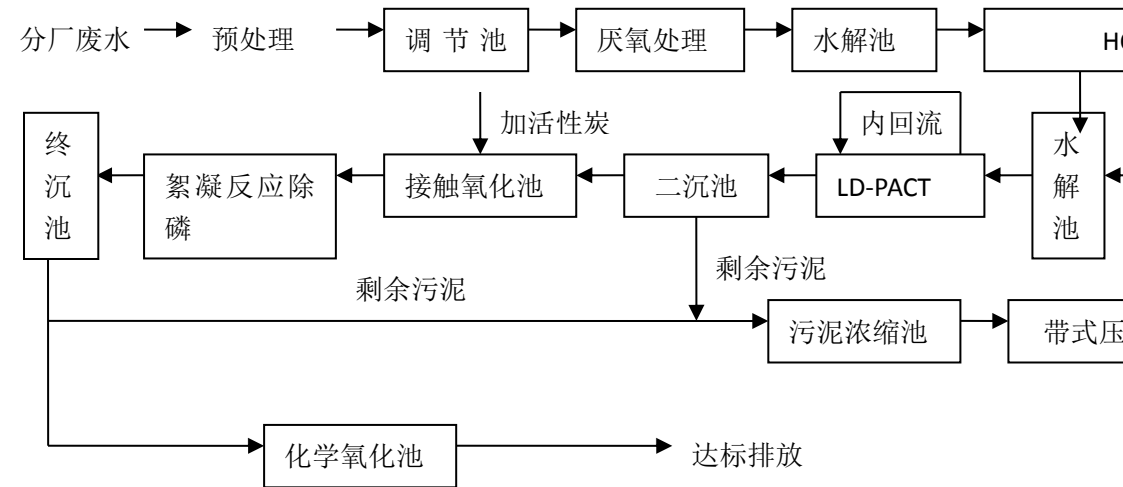 分厂废水
预处理
调 节 池
厌氧处理
水解池
加活性炭
内回流
终
沉
池
絮凝反应除
磷
接触氧化池
二沉池
LD-PACT
水
解
池
剩余污泥
剩余污泥
污泥浓缩池
带式压
化学氧化池
达标排放